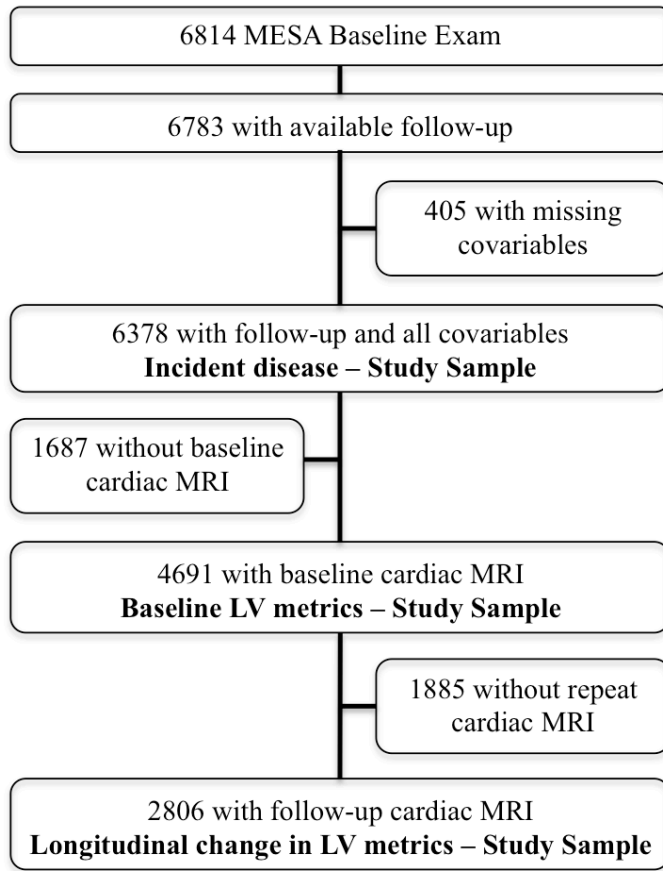 6814 MESA Baseline Exam
6783 with available follow-up
405 with missing
covariables
6378 with follow-up and all covariables
Incident disease – Study Sample
1687 without baseline
cardiac MRI
4691 with baseline cardiac MRI
Baseline LV metrics – Study Sample
1885 without repeat
cardiac MRI
2806 with follow-up cardiac MRI
Longitudinal change in LV metrics – Study Sample